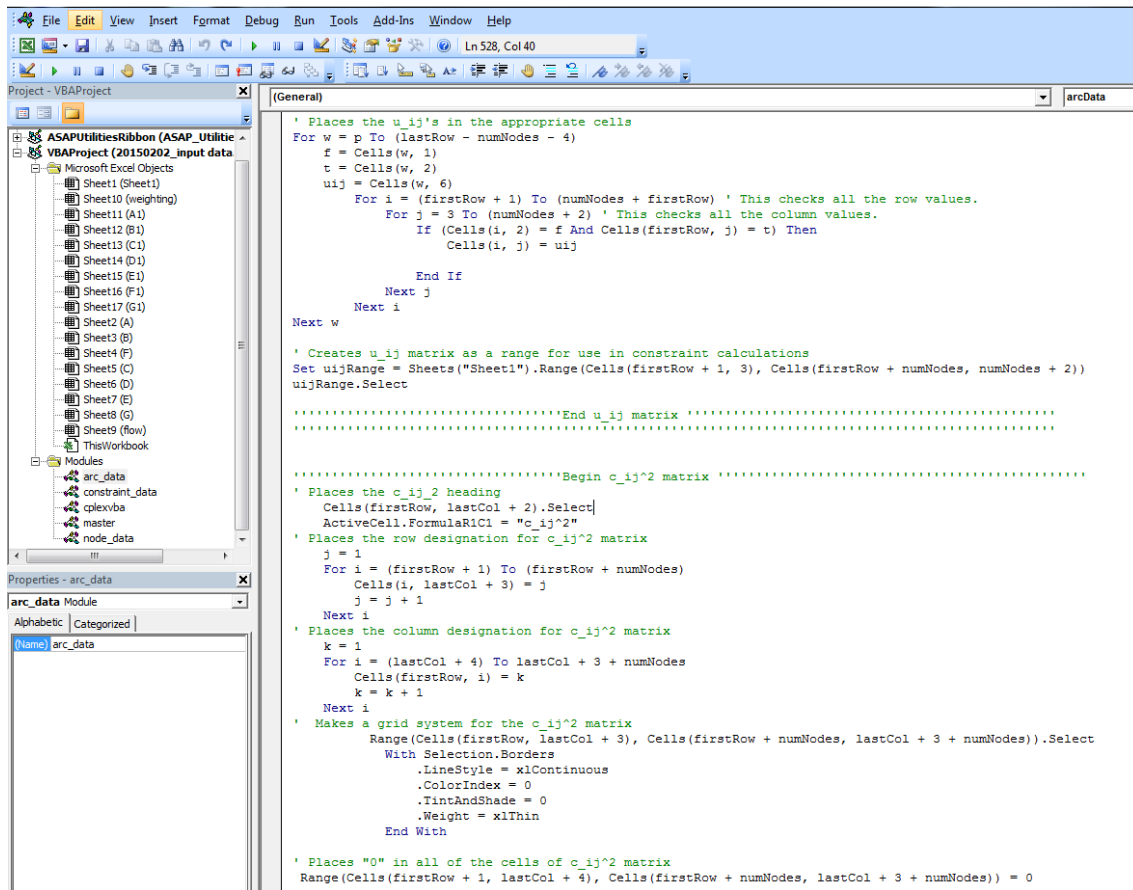 File Edit View Insert Format Debug Run Tools Add-Ins Window Help
Ln 528, Col 40
Project - VBAProject
(General) arcData
ASAPUtilitiesRibbon (ASAP_Utilitie
VBAProject (20150202_input data
Microsoft Excel Objects
Sheet1 (Sheet1)
Sheet10 (weighting)
Sheet11 (A1)
Sheet12 (B1)
Sheet13 (C1)
Sheet14 (D1)
Sheet15 (E1)
Sheet16 (F1)
Sheet17 (G1)
Sheet2 (A)
Sheet3 (B)
Sheet4 (F)
Sheet5 (C)
Sheet6 (D)
Sheet7 (E)
Sheet8 (G)
Sheet9 (flow)
ThisWorkbook
Modules
arc_data
constraint_data
cplexvba
master
node_data
Properties - arc_data
arc_data Module
Alphabetic Categorized
(Name) arc_data
' Places the u_ij's in the appropriate cells
For w = p To (lastRow - numNodes - 4)
f = Cells(w, 1)
t = Cells(w, 2)
uij = Cells(w, 6)
For i = (firstRow + 1) To (numNodes + firstRow) ' This checks all the row values.
For j = 3 To (numNodes + 2) ' This checks all the column values.
If (Cells(i, 2) = f And Cells(firstRow, j) = t) Then
Cells(i, j) = uij
End If
Next j
Next i
Next w
' Creates u_ij matrix as a range for use in constraint calculations
Set uijRange = Sheets("Sheet1").Range(Cells(firstRow + 1, 3), Cells(firstRow + numNodes, numNodes + 2))
uijRange.Select
'''''''''''''''''''''''''''''''''''''End u_ij matrix ''''''''''''''''''''''''''''''''''''''''''''''''''
'''''''''''''''''''''''''''''''''''''''''''''''''''''''''''''''''''''''''''''''''''''''''''''''''''''''
'''''''''''''''''''''''''''''''''''''Begin c_ij^2 matrix ''''''''''''''''''''''''''''''''''''''''''''''''''
' Places the c_ij_2 heading
Cells(firstRow, lastCol + 2).Select
ActiveCell.FormulaR1C1 = "c_ij^2"
' Places the row designation for c_ij^2 matrix
j = 1
For i = (firstRow + 1) To (firstRow + numNodes)
Cells(i, lastCol + 3) = j
j = j + 1
Next i
' Places the column designation for c_ij^2 matrix
k = 1
For i = (lastCol + 4) To lastCol + 3 + numNodes
Cells(firstRow, i) = k
k = k + 1
Next i
' Makes a grid system for the c_ij^2 matrix
Range(Cells(firstRow, lastCol + 3), Cells(firstRow + numNodes, lastCol + 3 + numNodes)).Select
With Selection.Borders
.LineStyle = xlContinuous
.ColorIndex = 0
.TintAndShade = 0
.Weight = xlThin
End With
' Places "0" in all of the cells of c_ij^2 matrix
Range(Cells(firstRow + 1, lastCol + 4), Cells(firstRow + numNodes, lastCol + 3 + numNodes)) = 0